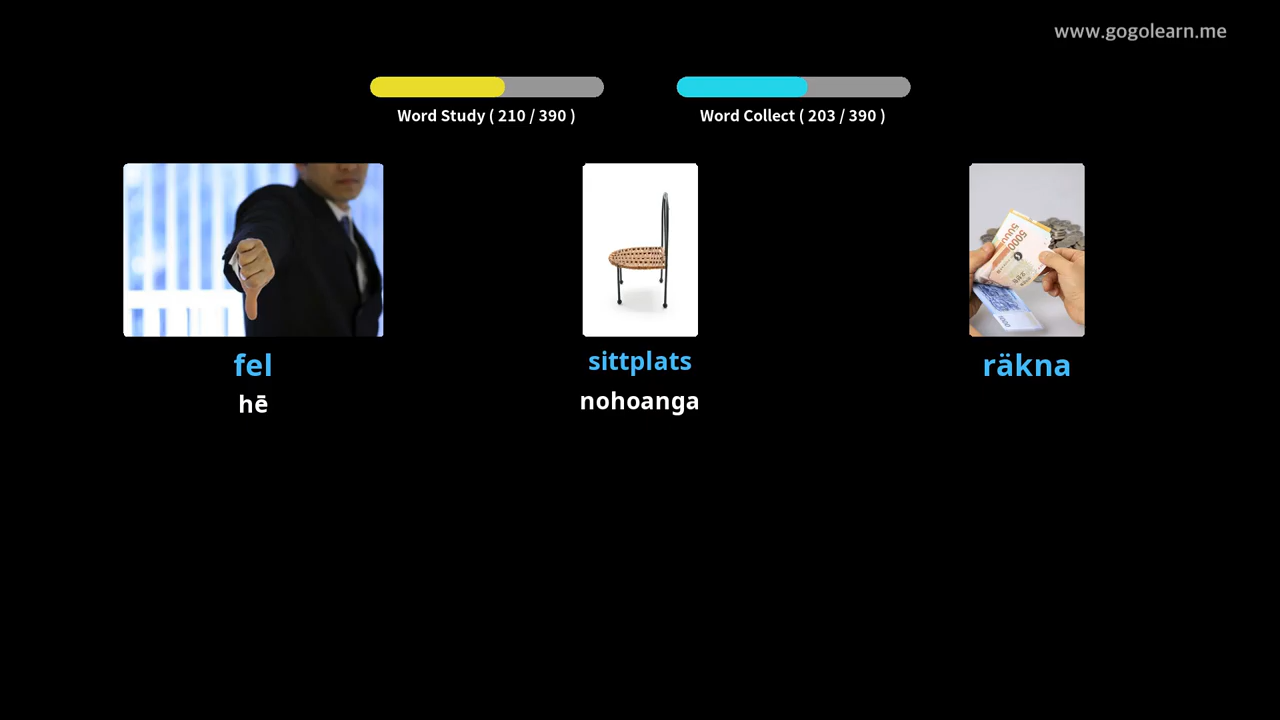 www.gogolearn.me
Word Study ( 210 / 390 )
Word Collect ( 203 / 390 )
fel
hē
sittplats
nohoanga
räkna